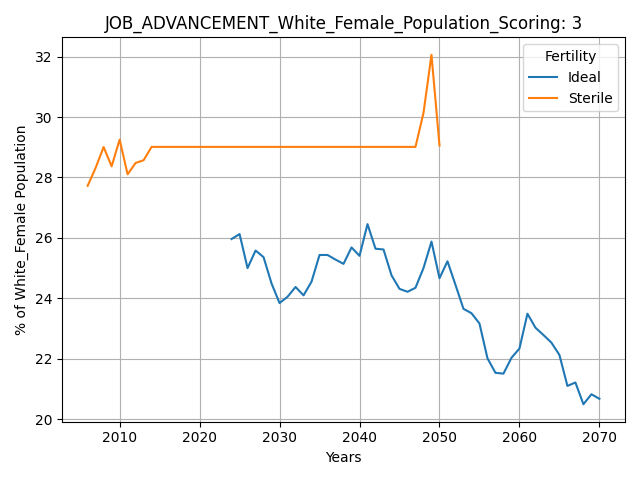 JOB_ADVANCEMENT_White_Female_Population_Scoring: 3
Fertility
Ideal
Sterile
% of White_Female Population
32
30
28
26
24
22
20
2010 2020 2030 2040 2050 2060 2070
Years